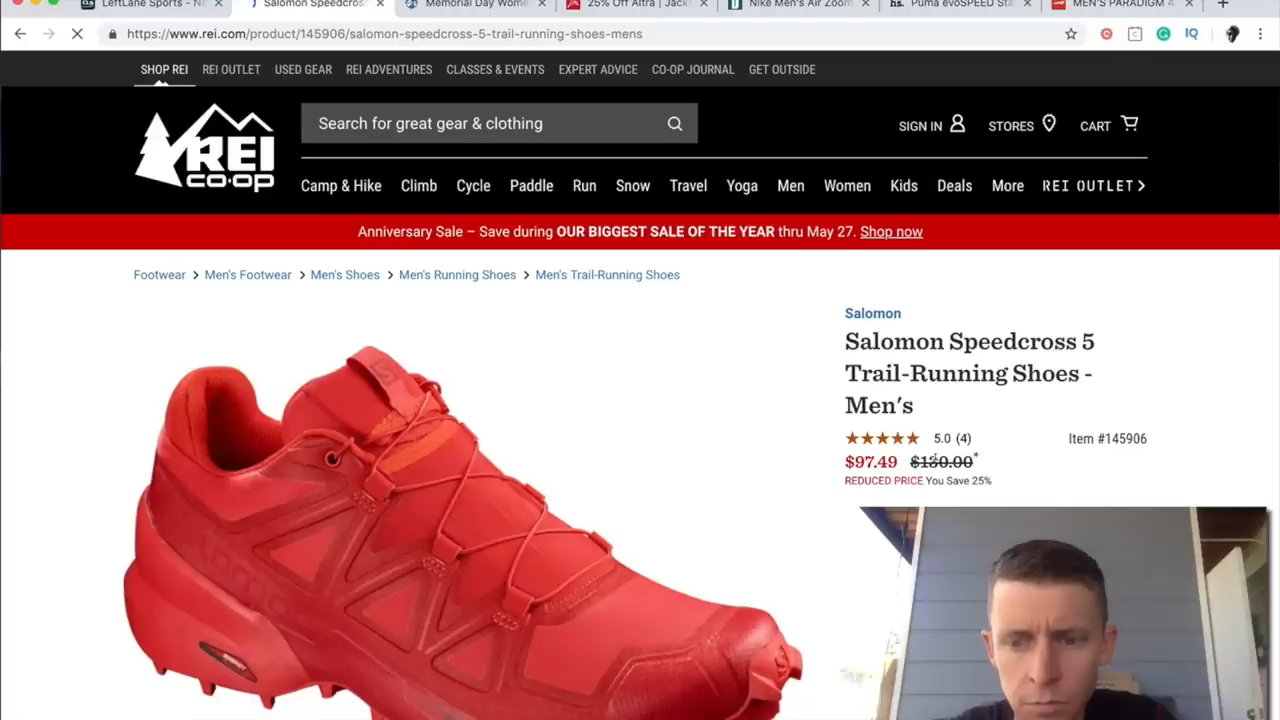 LeftLane Sports - N
Salomon Speedcross
Memorial Day Wome
25% Off Altra | Jack
Nike Men's Air Zoom
hs. Puma evoSPEED Sta
MEN'S PARADIGM 4
https://www.rei.com/product/145906/salomon-speedcross-5-trail-running-shoes-mens
IQ
SHOP REI REI OUTLET USED GEAR REI ADVENTURES CLASSES & EVENTS EXPERT ADVICE CO-OP JOURNAL GET OUTSIDE
REI
CO·OP
Search for great gear & clothing
SIGN IN STORES CART
Camp & Hike Climb Cycle Paddle Run Snow Travel Yoga Men Women Kids Deals More REI OUTLET
Anniversary Sale – Save during OUR BIGGEST SALE OF THE YEAR thru May 27. Shop now
Footwear > Men's Footwear > Men's Shoes > Men's Running Shoes > Men's Trail-Running Shoes
Salomon
Salomon Speedcross 5
Trail-Running Shoes -
Men's
5.0 (4) Item #145906
$97.49 $130.00*
REDUCED PRICE You Save 25%